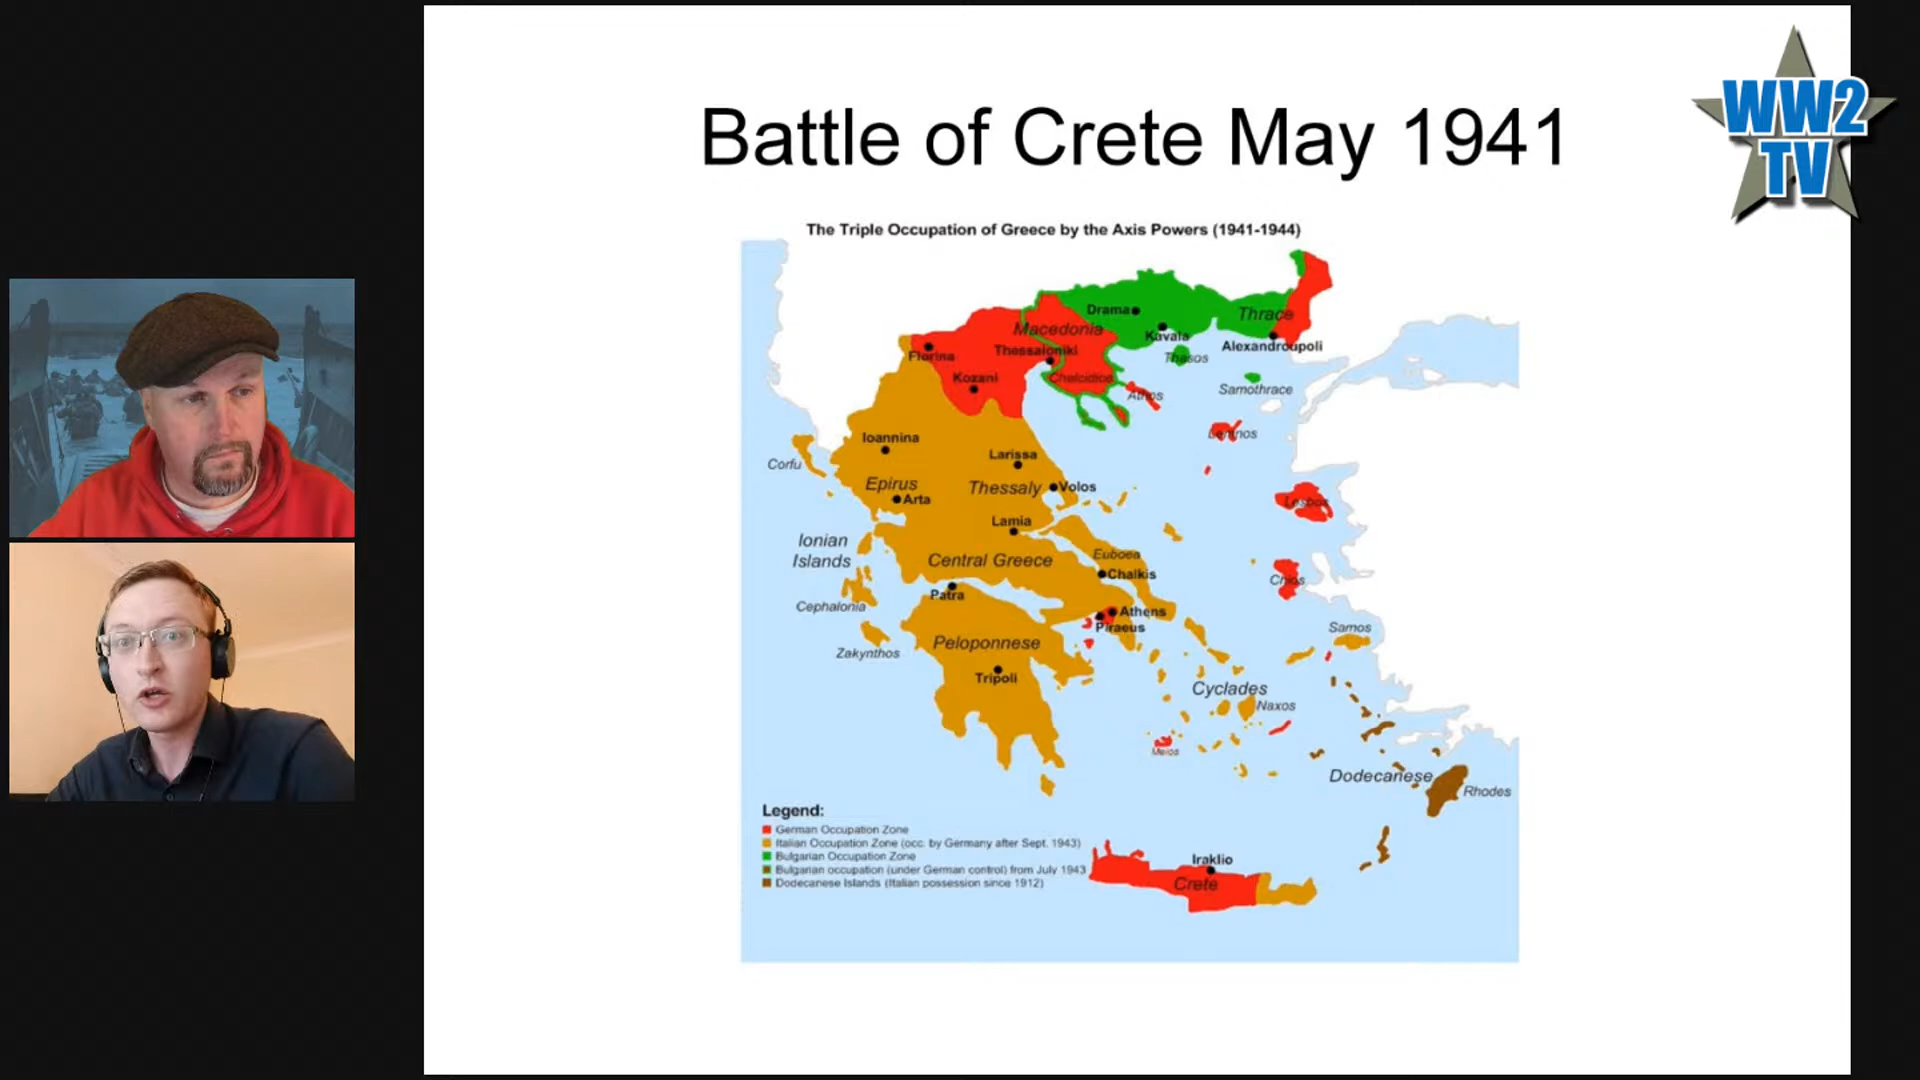 Battle of Crete May 1941
WW2
TV
The Triple Occupation of Greece by the Axis Powers (1941-1944)
Drama
Thrace
Macedonia
Kavala
Alexandroupoli
Florina
Thessaloniki
Thasos
Kozani
Chalcidice
Athos
Samothrace
Lemnos
Ioannina
Corfu
Larissa
Epirus
Thessaly
Volos
Arta
Lesbos
Lamia
Ionian
Islands
Central Greece
Euboea
Chalkis
Chios
Patra
Cephalonia
Athens
Piraeus
Samos
Peloponnese
Zakynthos
Tripoli
Cyclades
Naxos
Melos
Dodecanese
Rhodes
Legend:
German Occupation Zone
Italian Occupation Zone (occ. by Germany after Sept. 1943)
Bulgarian Occupation Zone
Bulgarian occupation (under German control) from July 1943
Dodecanese Islands (Italian possession since 1912)
Iraklio
Crete